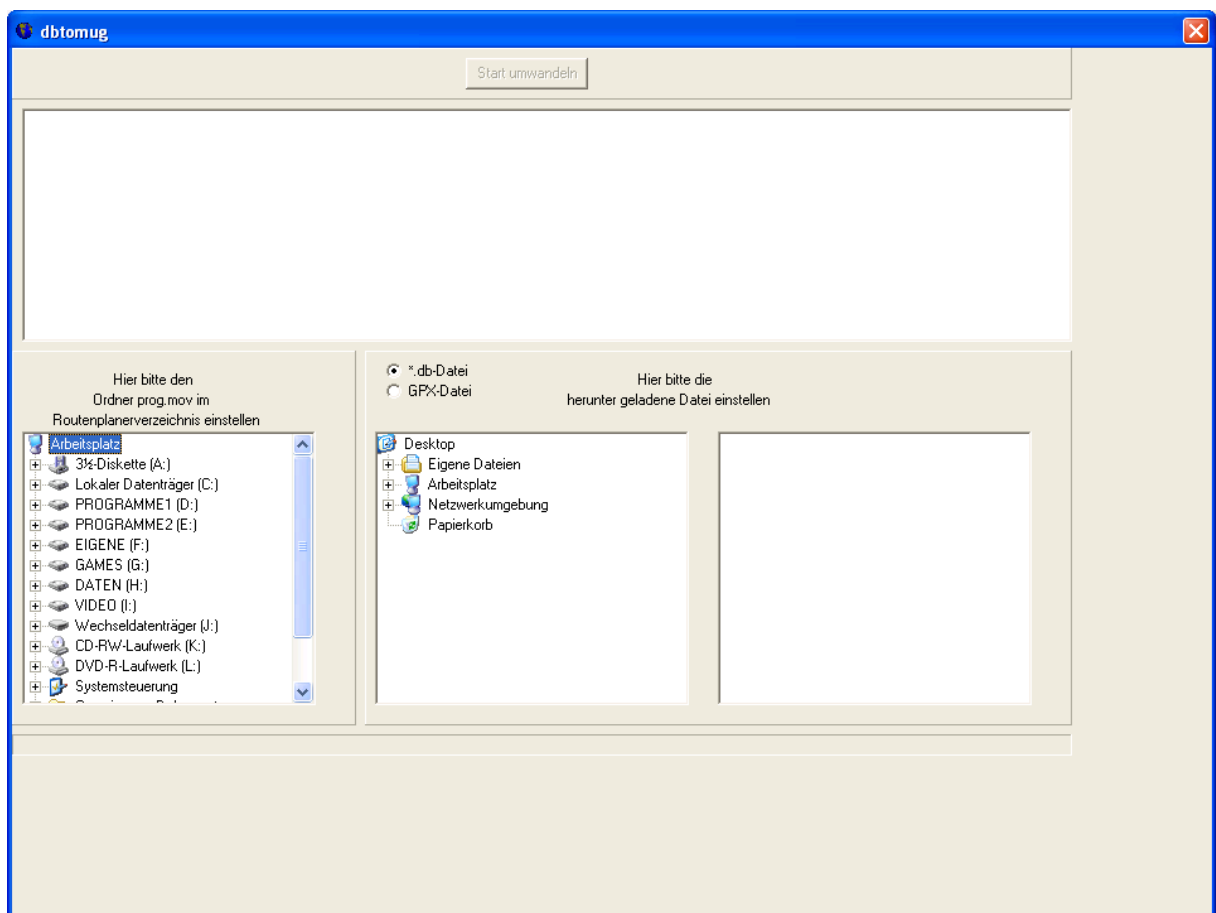 dbtomug
Start umwandeln
Hier bitte den
Ordner prog.mov im
Routenplanerverzeichnis einstellen
Arbeitsplatz
3½-Diskette (A:)
Lokaler Datenträger (C:)
PROGRAMME1 (D:)
PROGRAMME2 (E:)
EIGENE (F:)
GAMES (G:)
DATEN (H:)
VIDEO (I:)
Wechseldatenträger (J:)
CD-RW-Laufwerk (K:)
DVD-R-Laufwerk (L:)
Systemsteuerung
*.db-Datei
GPX-Datei
Hier bitte die
herunter geladene Datei einstellen
Desktop
Eigene Dateien
Arbeitsplatz
Netzwerkumgebung
Papierkorb